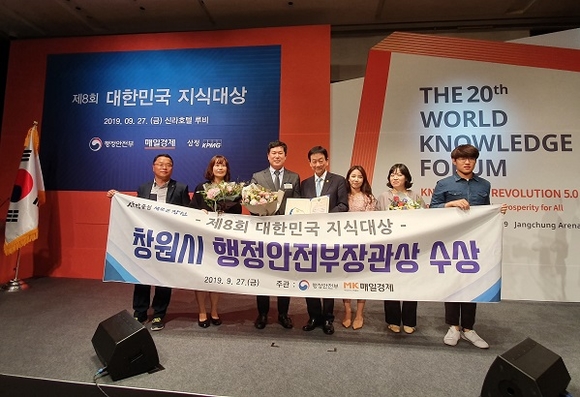 제8회 대한민국 지식대상
2019. 09. 27.(금) 신라호텔 루비
행정안전부 매일경제 삼정 KPMG
THE 20th
WORLD
KNOWLEDGE
FORUM
REVOLUTION 5.0
Prosperity for All
9 Jangchung Arena
- 제8회 대한민국 지식대상 -
창원시 행정안전부장관상 수상
2019. 9. 27.(금) 주관 : 행정안전부 MK 매일경제